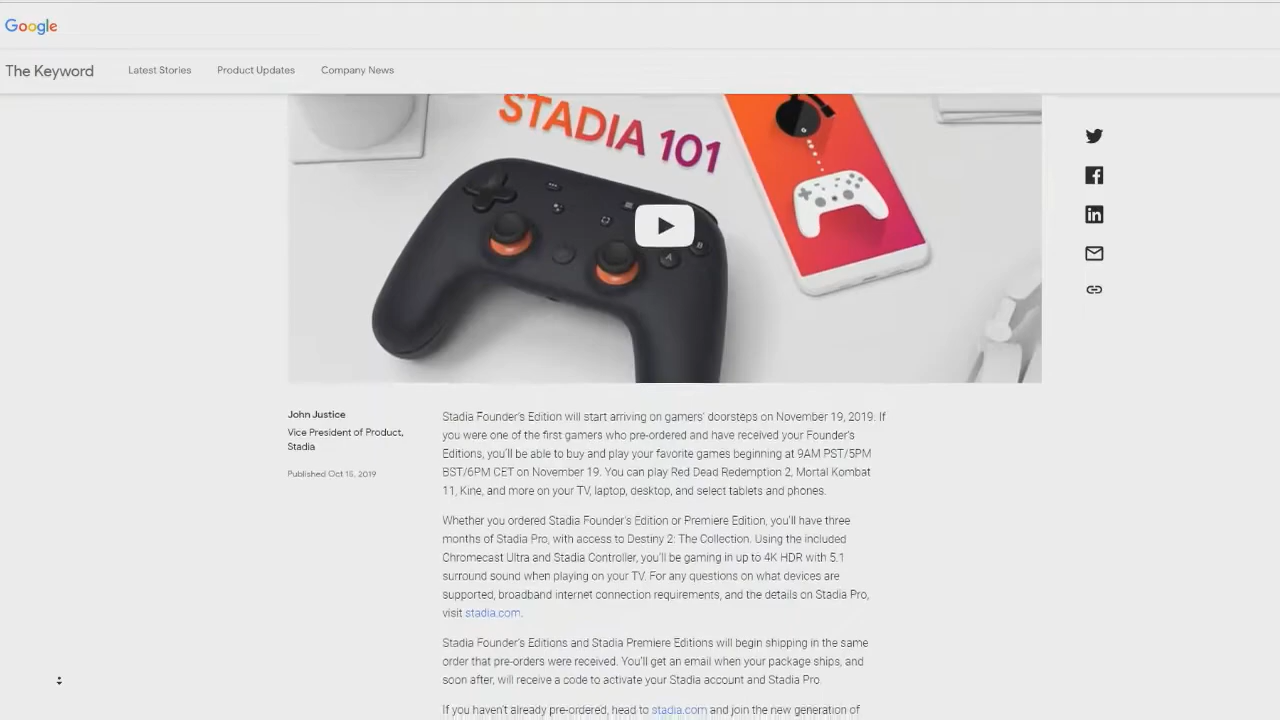 Google
The Keyword
Latest Stories
Product Updates
Company News
STADIA 101
A
B
John Justice
Vice President of Product,
Stadia
Published Oct 15, 2019
Stadia Founder's Edition will start arriving on gamers' doorsteps on November 19, 2019. If
you were one of the first gamers who pre-ordered and have received your Founder's
Editions, you'll be able to buy and play your favorite games beginning at 9AM PST/5PM
BST/6PM CET on November 19. You can play Red Dead Redemption 2, Mortal Kombat
11, Kine, and more on your TV, laptop, desktop, and select tablets and phones.
Whether you ordered Stadia Founder's Edition or Premiere Edition, you'll have three
months of Stadia Pro, with access to Destiny 2: The Collection. Using the included
Chromecast Ultra and Stadia Controller, you'll be gaming in up to 4K HDR with 5.1
surround sound when playing on your TV. For any questions on what devices are
supported, broadband internet connection requirements, and the details on Stadia Pro,
visit stadia.com.
Stadia Founder's Editions and Stadia Premiere Editions will begin shipping in the same
order that pre-orders were received. You'll get an email when your package ships, and
soon after, will receive a code to activate your Stadia account and Stadia Pro.
If you haven't already pre-ordered, head to stadia.com and join the new generation of